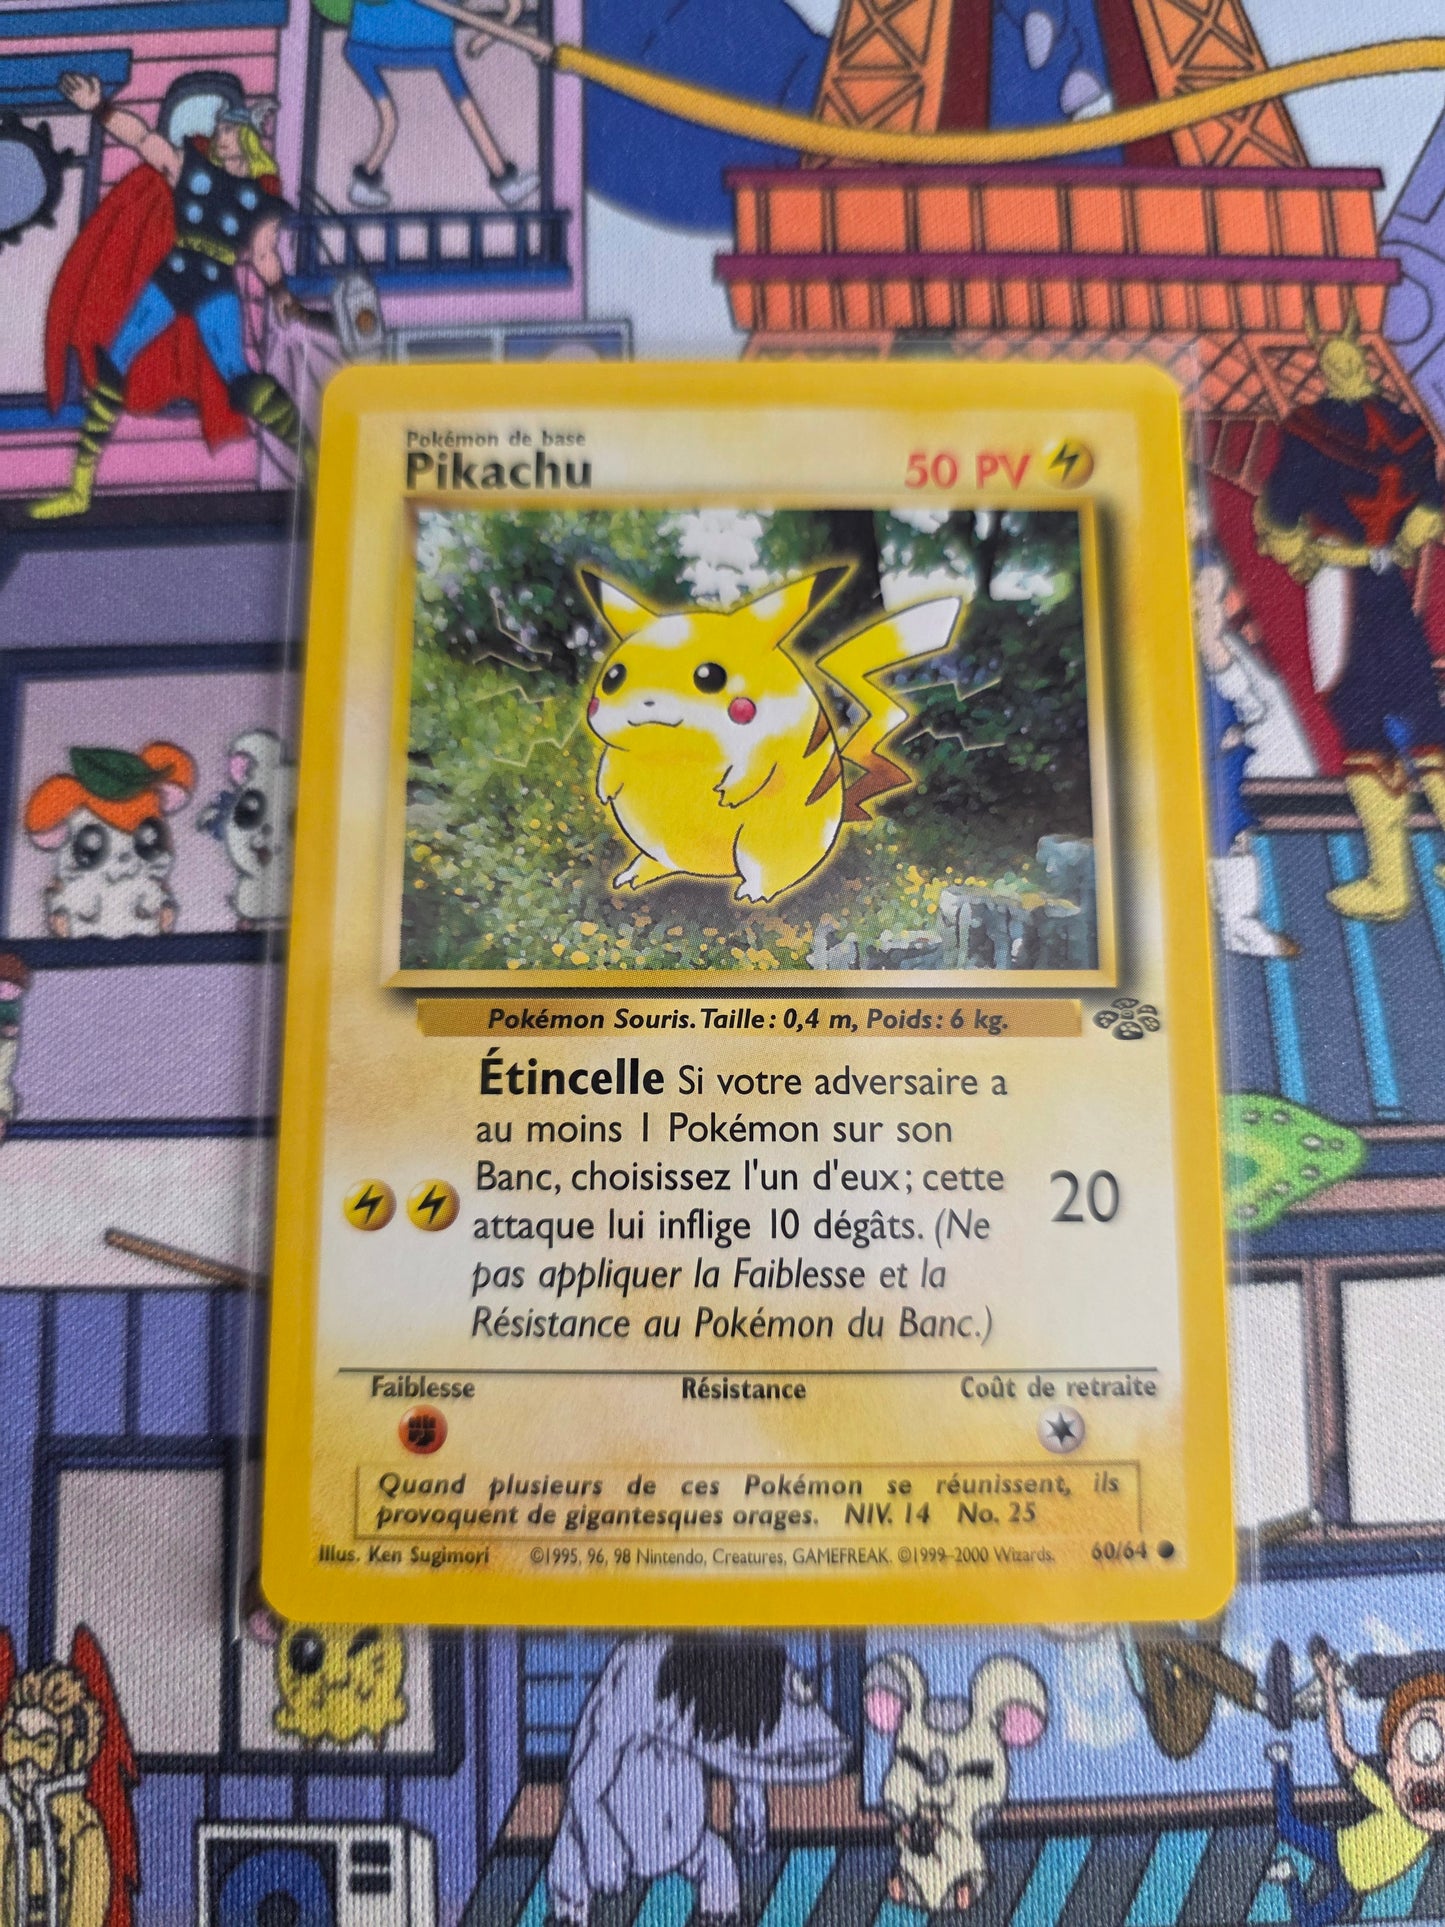 Pokémon de base
Pikachu 50 PV
Pokémon Souris. Taille: 0,4 m, Poids: 6 kg.
Étincelle Si votre adversaire a
au moins 1 Pokémon sur son
Banc, choisissez l'un d'eux; cette
attaque lui inflige 10 dégâts. (Ne
pas appliquer la Faiblesse et la
Résistance au Pokémon du Banc.)
20
Faiblesse Résistance Coût de retraite
Quand plusieurs de ces Pokémon se réunissent, ils
provoquent de gigantesques orages. NIV. 14 No. 25
Illus. Ken Sugimori ©1995, 96, 98 Nintendo, Creatures, GAMEFREAK. ©1999-2000 Wizards. 60/64